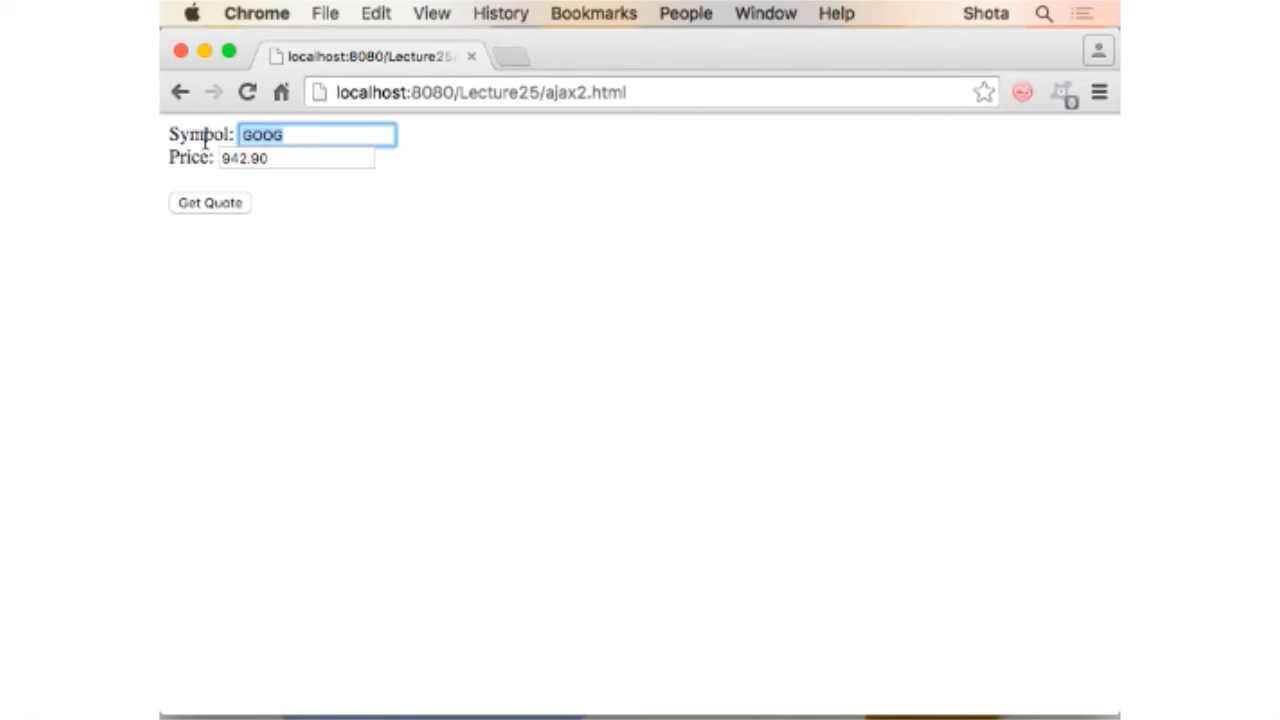 Chrome File Edit View History Bookmarks People Window Help Shota
localhost:8080/Lecture25/
localhost:8080/Lecture25/ajax2.html
Symbol: GOOG
Price: 942.90
Get Quote